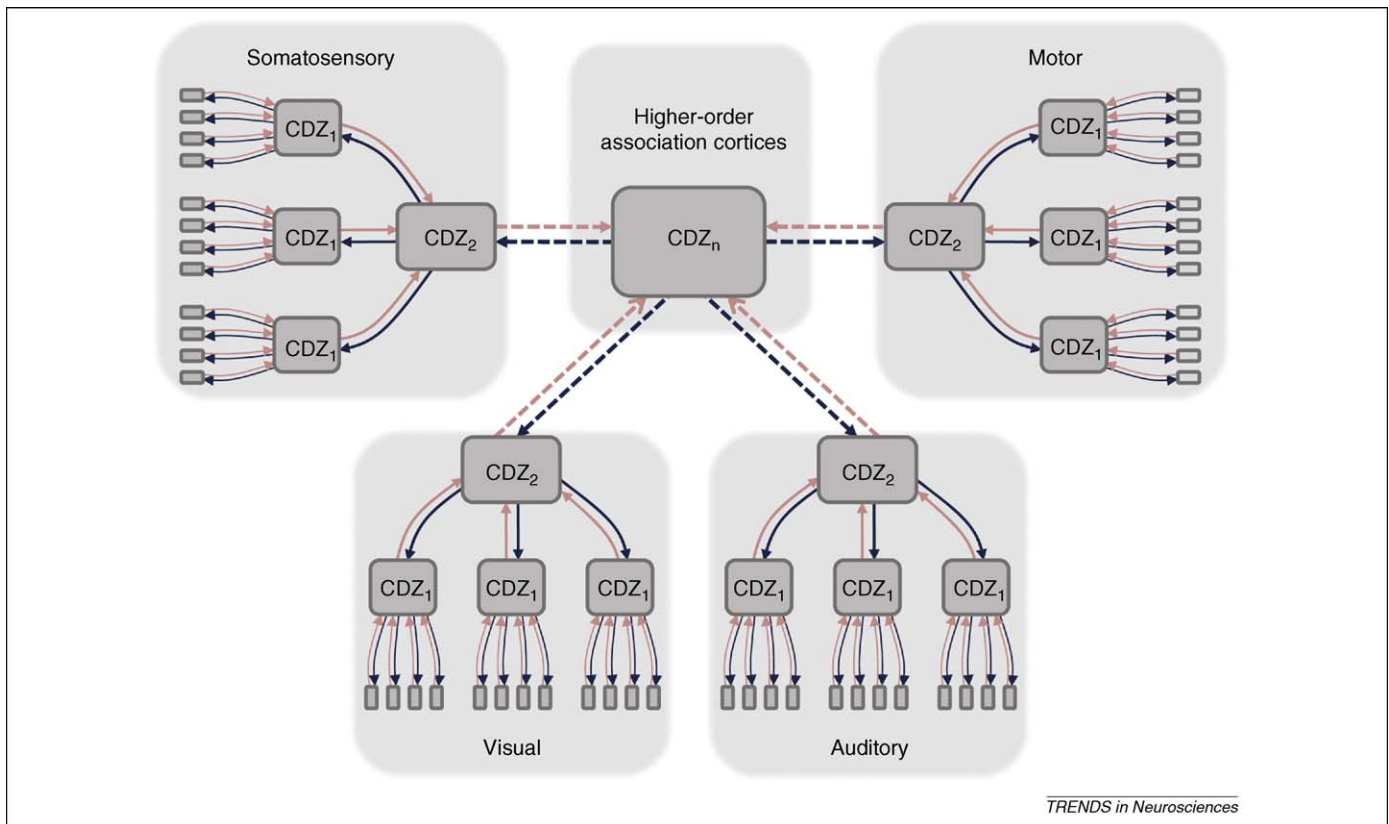 Somatosensory
Higher-order
association cortices
Motor
CDZ₁
CDZ₁
CDZ₁
CDZ₂
CDZₙ
CDZ₂
CDZ₁
CDZ₁
CDZ₁
CDZ₂
CDZ₁
CDZ₁
CDZ₁
Visual
CDZ₂
CDZ₁
CDZ₁
CDZ₁
Auditory
TRENDS in Neurosciences